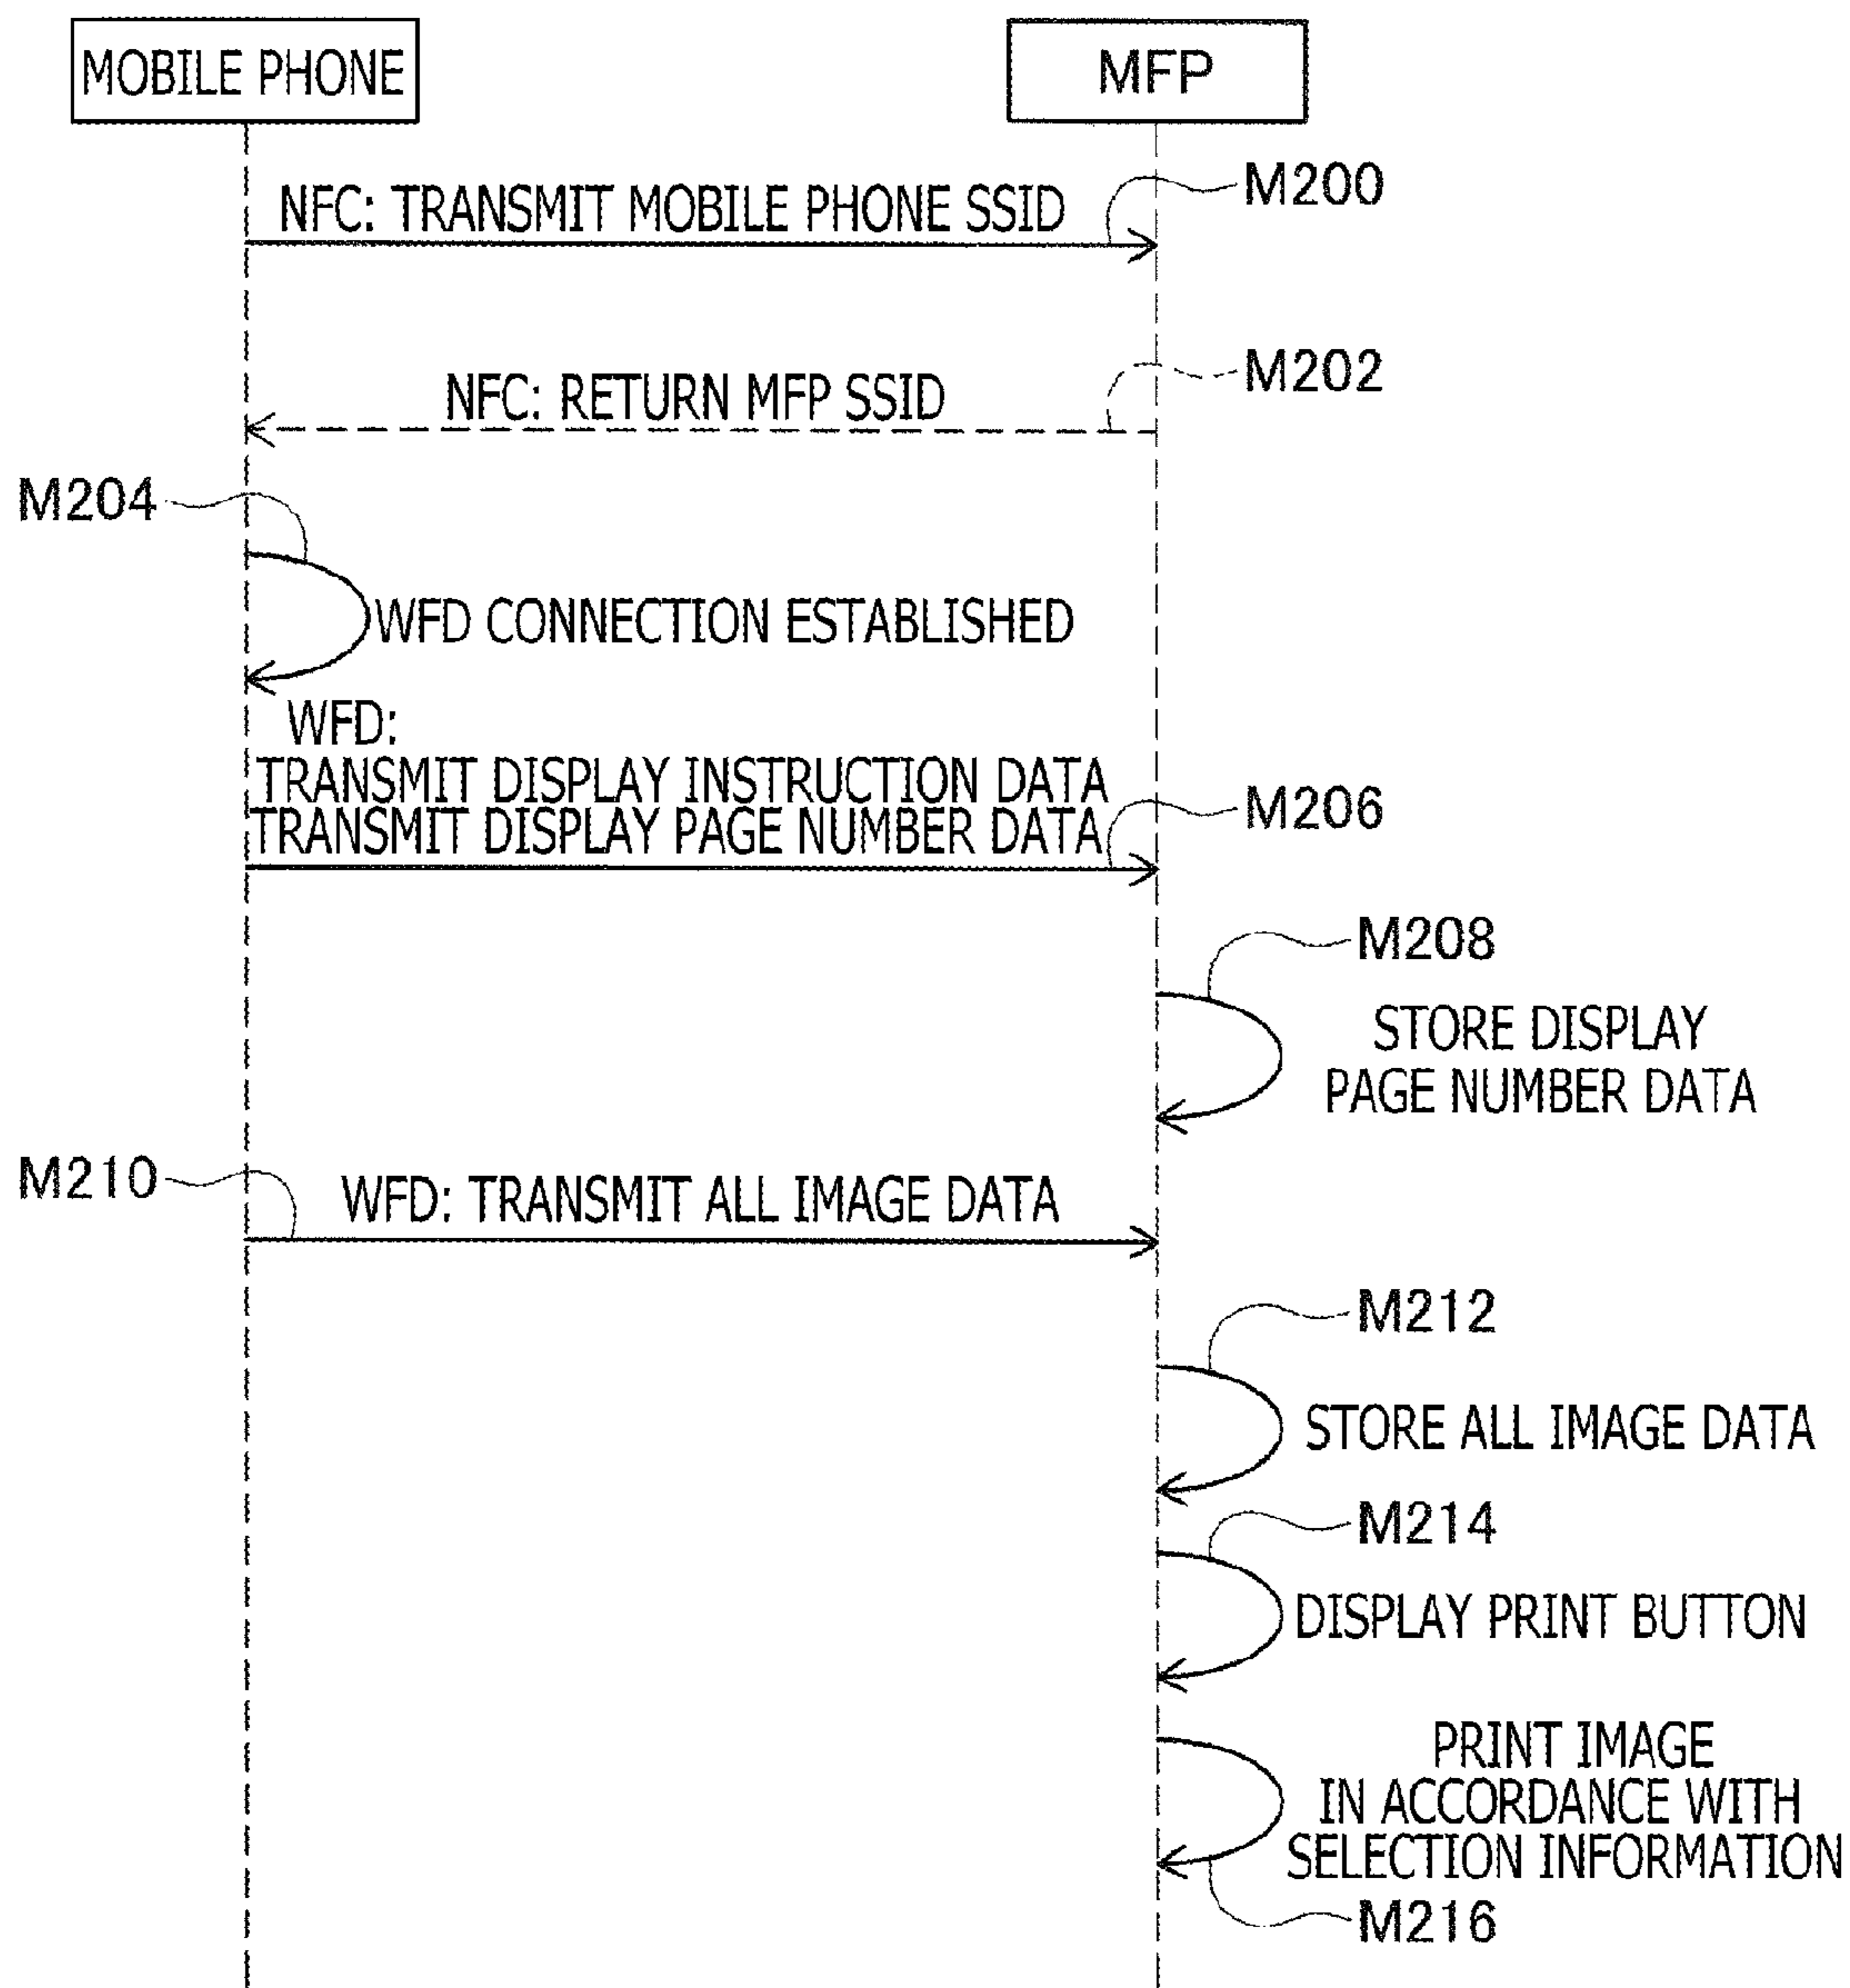 MOBILE PHONE
MFP
NFC: TRANSMIT MOBILE PHONE SSID
M200
NFC: RETURN MFP SSID
M202
M204
WFD CONNECTION ESTABLISHED
WFD:
TRANSMIT DISPLAY INSTRUCTION DATA
TRANSMIT DISPLAY PAGE NUMBER DATA
M206
M208
STORE DISPLAY
PAGE NUMBER DATA
M210
WFD: TRANSMIT ALL IMAGE DATA
M212
STORE ALL IMAGE DATA
M214
DISPLAY PRINT BUTTON
PRINT IMAGE
IN ACCORDANCE WITH
SELECTION INFORMATION
M216